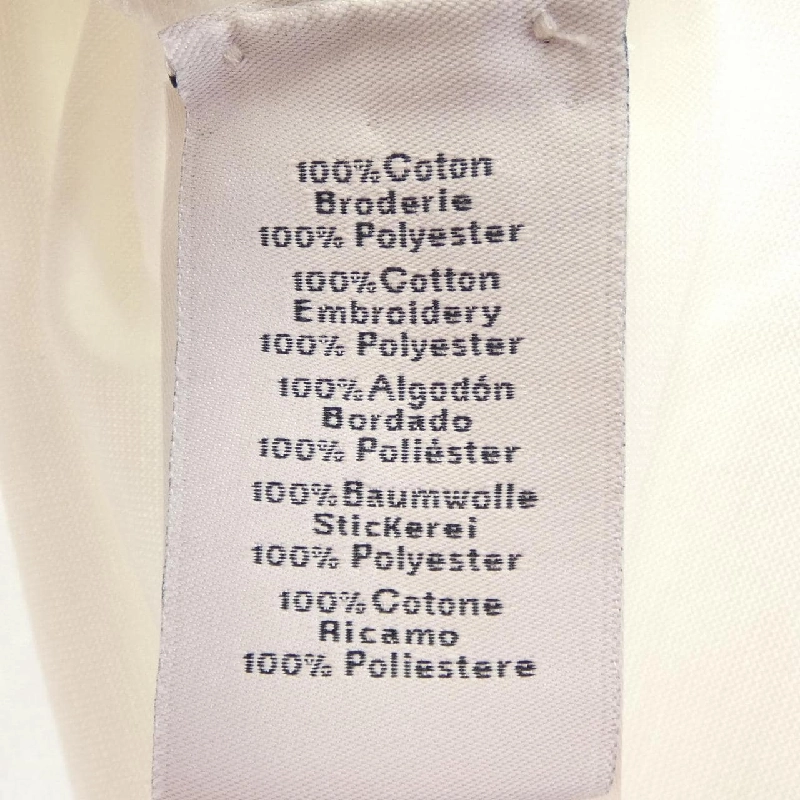 100% Coton
Broderie
100% Polyester
100% Cotton
Embroidery
100% Polyester
100% Algodón
Bordado
100% Poliéster
100% Baumwolle
Stickerei
100% Polyester
100% Cotone
Ricamo
100% Poliestere